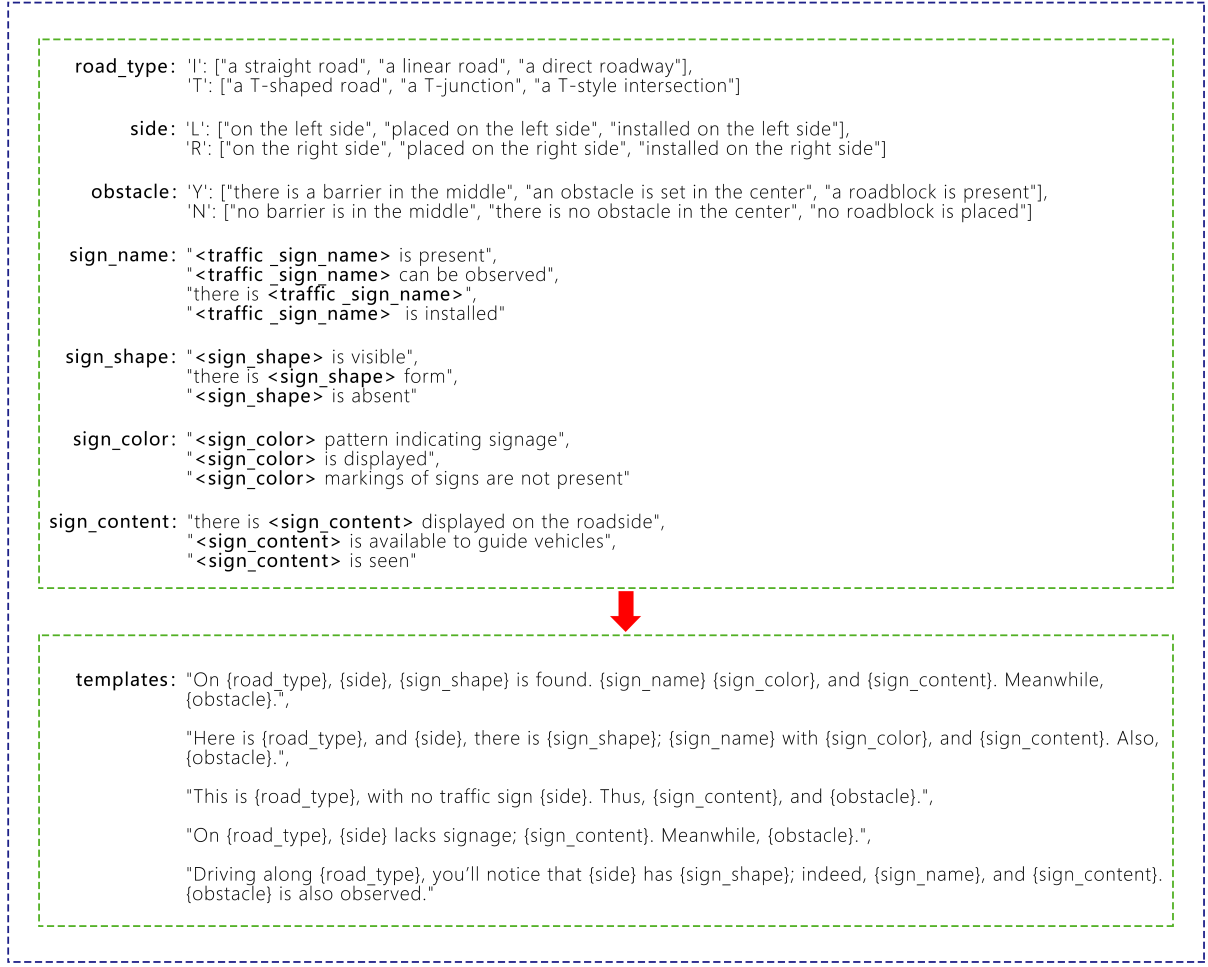 road_type: 'I': ["a straight road", "a linear road", "a direct roadway"],
'T': ["a T-shaped road", "a T-junction", "a T-style intersection"]
side: 'L': ["on the left side", "placed on the left side", "installed on the left side"],
'R': ["on the right side", "placed on the right side", "installed on the right side"]
obstacle: 'Y': ["there is a barrier in the middle", "an obstacle is set in the center", "a roadblock is present"],
'N': ["no barrier is in the middle", "there is no obstacle in the center", "no roadblock is placed"]
sign_name: "<traffic _sign_name> is present",
"<traffic _sign_name> can be observed",
"there is <traffic _sign_name>",
"<traffic _sign_name> is installed"
sign_shape: "<sign_shape> is visible",
"there is <sign_shape> form",
"<sign_shape> is absent"
sign_color: "<sign_color> pattern indicating signage",
"<sign_color> is displayed",
"<sign_color> markings of signs are not present"
sign_content: "there is <sign_content> displayed on the roadside",
"<sign_content> is available to guide vehicles",
"<sign_content> is seen"
templates: "On {road_type}, {side}, {sign_shape} is found. {sign_name} {sign_color}, and {sign_content}. Meanwhile,
{obstacle}.",
"Here is {road_type}, and {side}, there is {sign_shape}; {sign_name} with {sign_color}, and {sign_content}. Also,
{obstacle}.",
"This is {road_type}, with no traffic sign {side}. Thus, {sign_content}, and {obstacle}.",
"On {road_type}, {side} lacks signage; {sign_content}. Meanwhile, {obstacle}.",
"Driving along {road_type}, you’ll notice that {side} has {sign_shape}; indeed, {sign_name}, and {sign_content}.
{obstacle} is also observed."